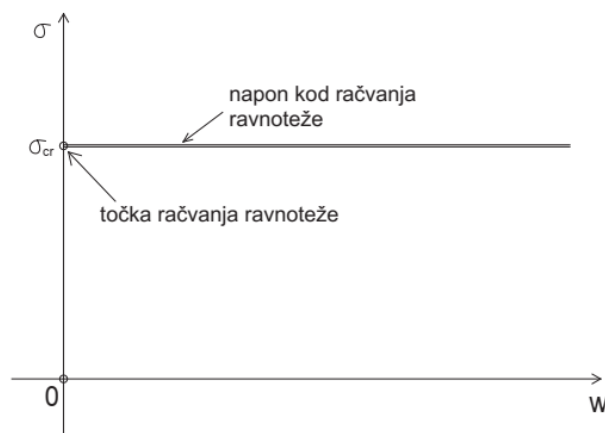 σ
napon kod račvanja
ravnoteže
σcr
točka račvanja ravnoteže
0
w